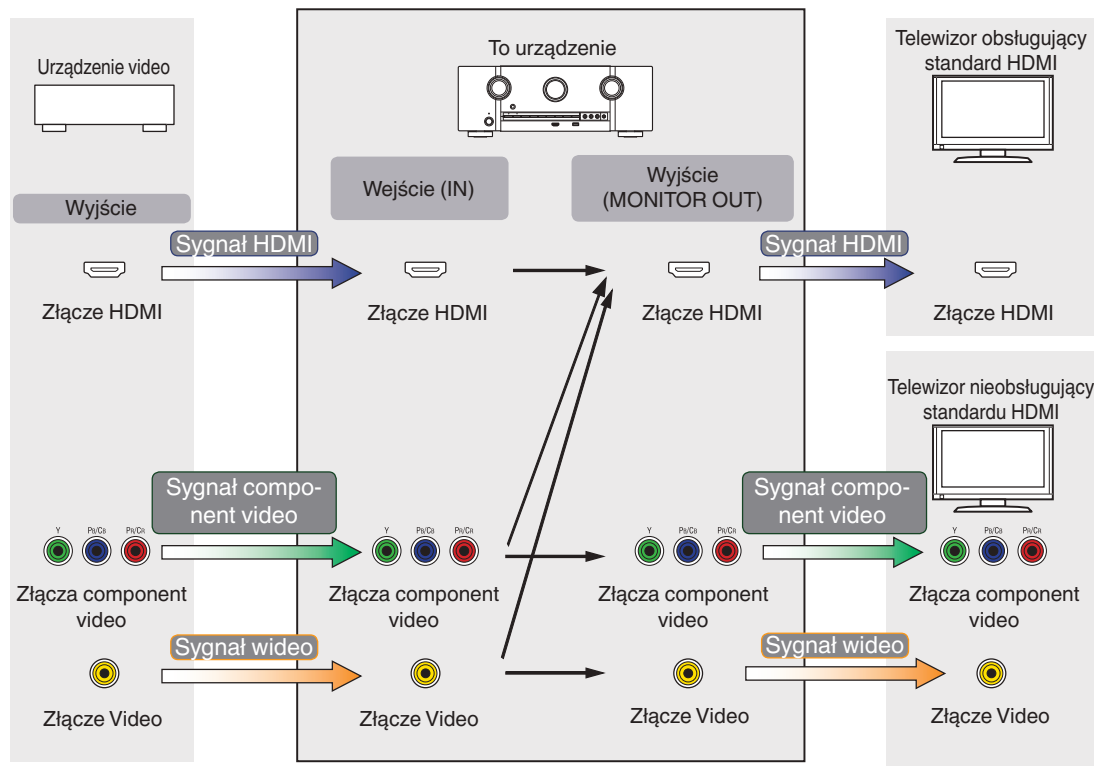 To urządzenie
Telewizor obsługujący
standard HDMI
Urządzenie video
Wyjście
Wejście (IN)
Wyjście
(MONITOR OUT)
Sygnał HDMI
Sygnał HDMI
Złącze HDMI
Złącze HDMI
Złącze HDMI
Złącze HDMI
Telewizor nieobsługujący
standardu HDMI
Sygnał compo-
nent video
Sygnał compo-
nent video
Y PB/CB PR/CR
Y PB/CB PR/CR
Y PB/CB PR/CR
Y PB/CB PR/CR
Złącza component
video
Złącza component
video
Złącza component
video
Złącza component
video
Sygnał wideo
Sygnał wideo
Złącze Video
Złącze Video
Złącze Video
Złącze Video